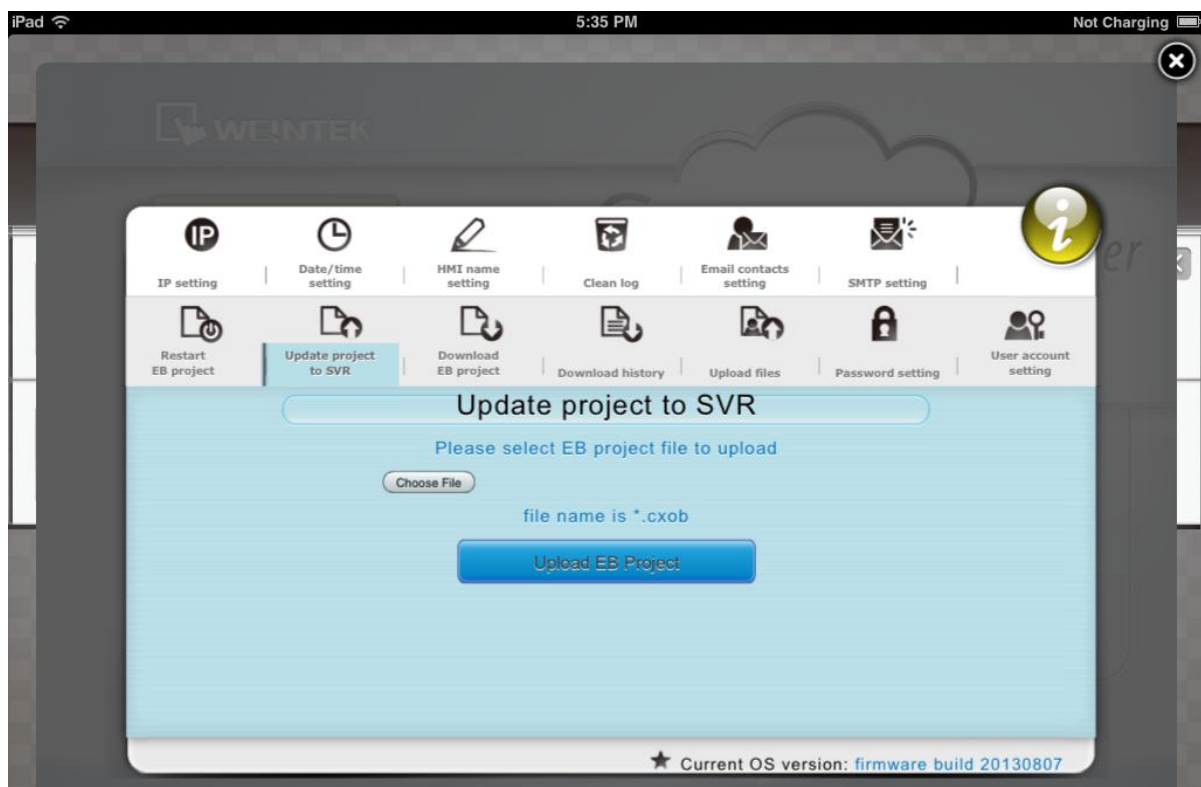 iPad 5:35 PM Not Charging
WEINTEK
er
IP setting
Date/time
setting
HMI name
setting
Clean log
Email contacts
setting
SMTP setting
Restart
EB project
Update project
to SVR
Download
EB project
Download history
Upload files
Password setting
User account
setting
Update project to SVR
Please select EB project file to upload
Choose File
file name is *.cxob
Upload EB Project
Current OS version: firmware build 20130807